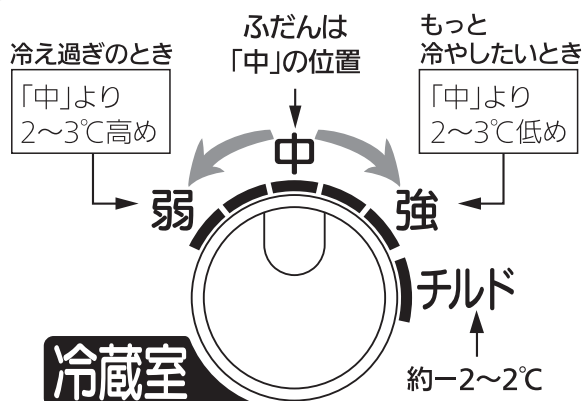 冷え過ぎのとき
「中」より
2〜3℃高め
ふだんは
「中」の位置
もっと
冷やしたいとき
「中」より
2〜3℃低め
中
弱
強
チルド
冷蔵室
約ー2〜2℃